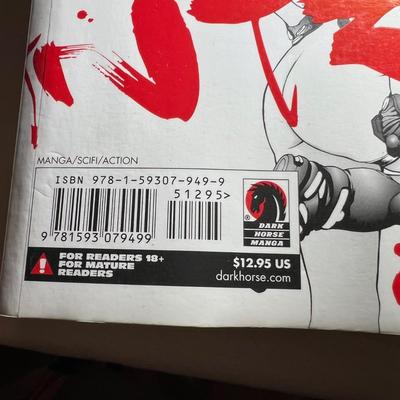 MANGA/SCIFI/ACTION
ISBN 978-1-59307-949-9
51295>
9 781593 079499
®
DARK
HORSE
MANGA
FOR READERS 18+
FOR MATURE
READERS
$12.95 US
darkhorse.com